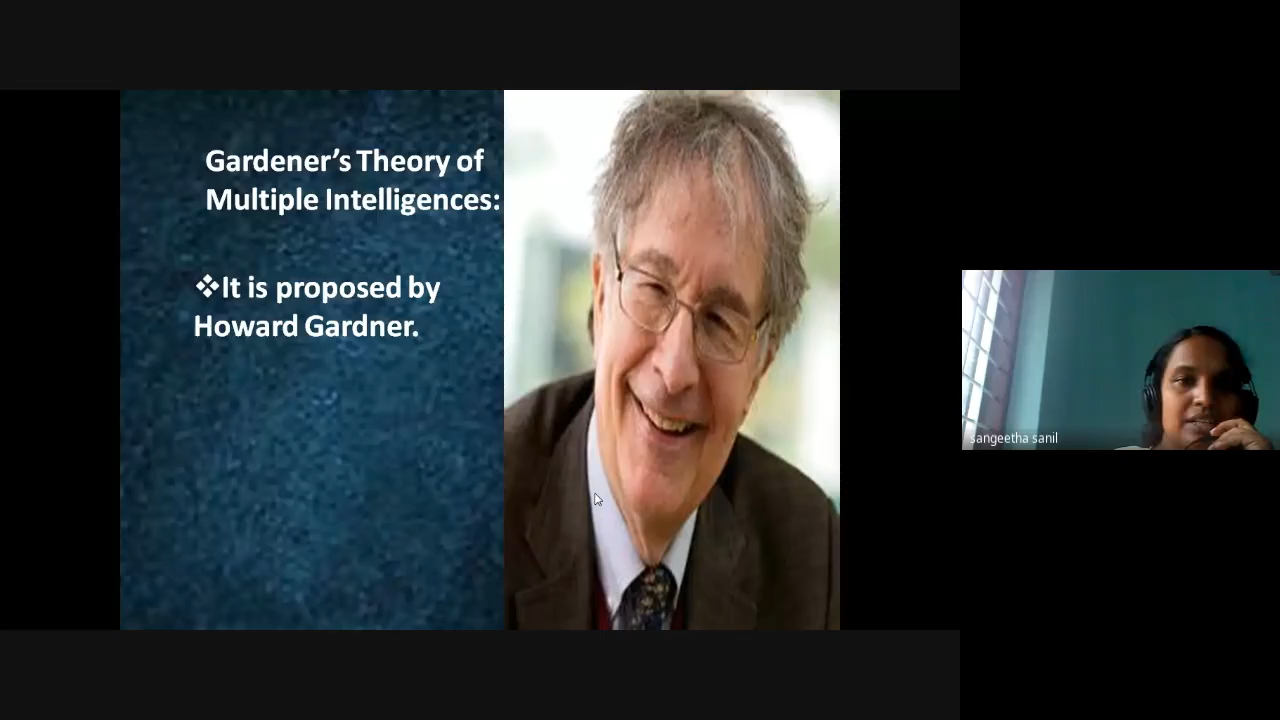 Gardener’s Theory of
Multiple Intelligences:
❖It is proposed by
Howard Gardner.
sangeetha sanil